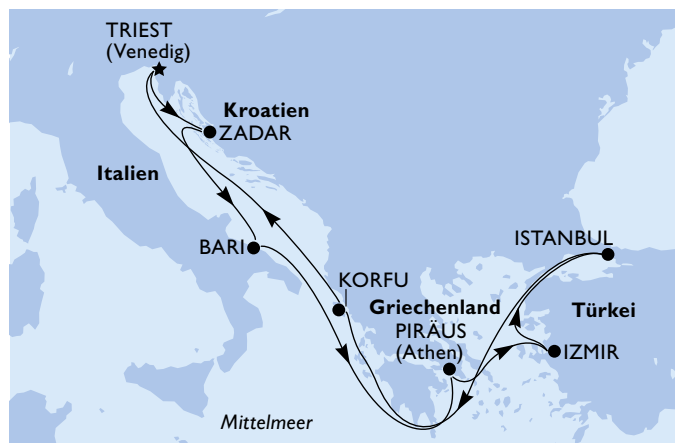 TRIEST
(Venedig)
Kroatien
ZADAR
Italien
BARI
ISTANBUL
KORFU
Griechenland
Türkei
PIRÄUS
(Athen)
IZMIR
Mittelmeer